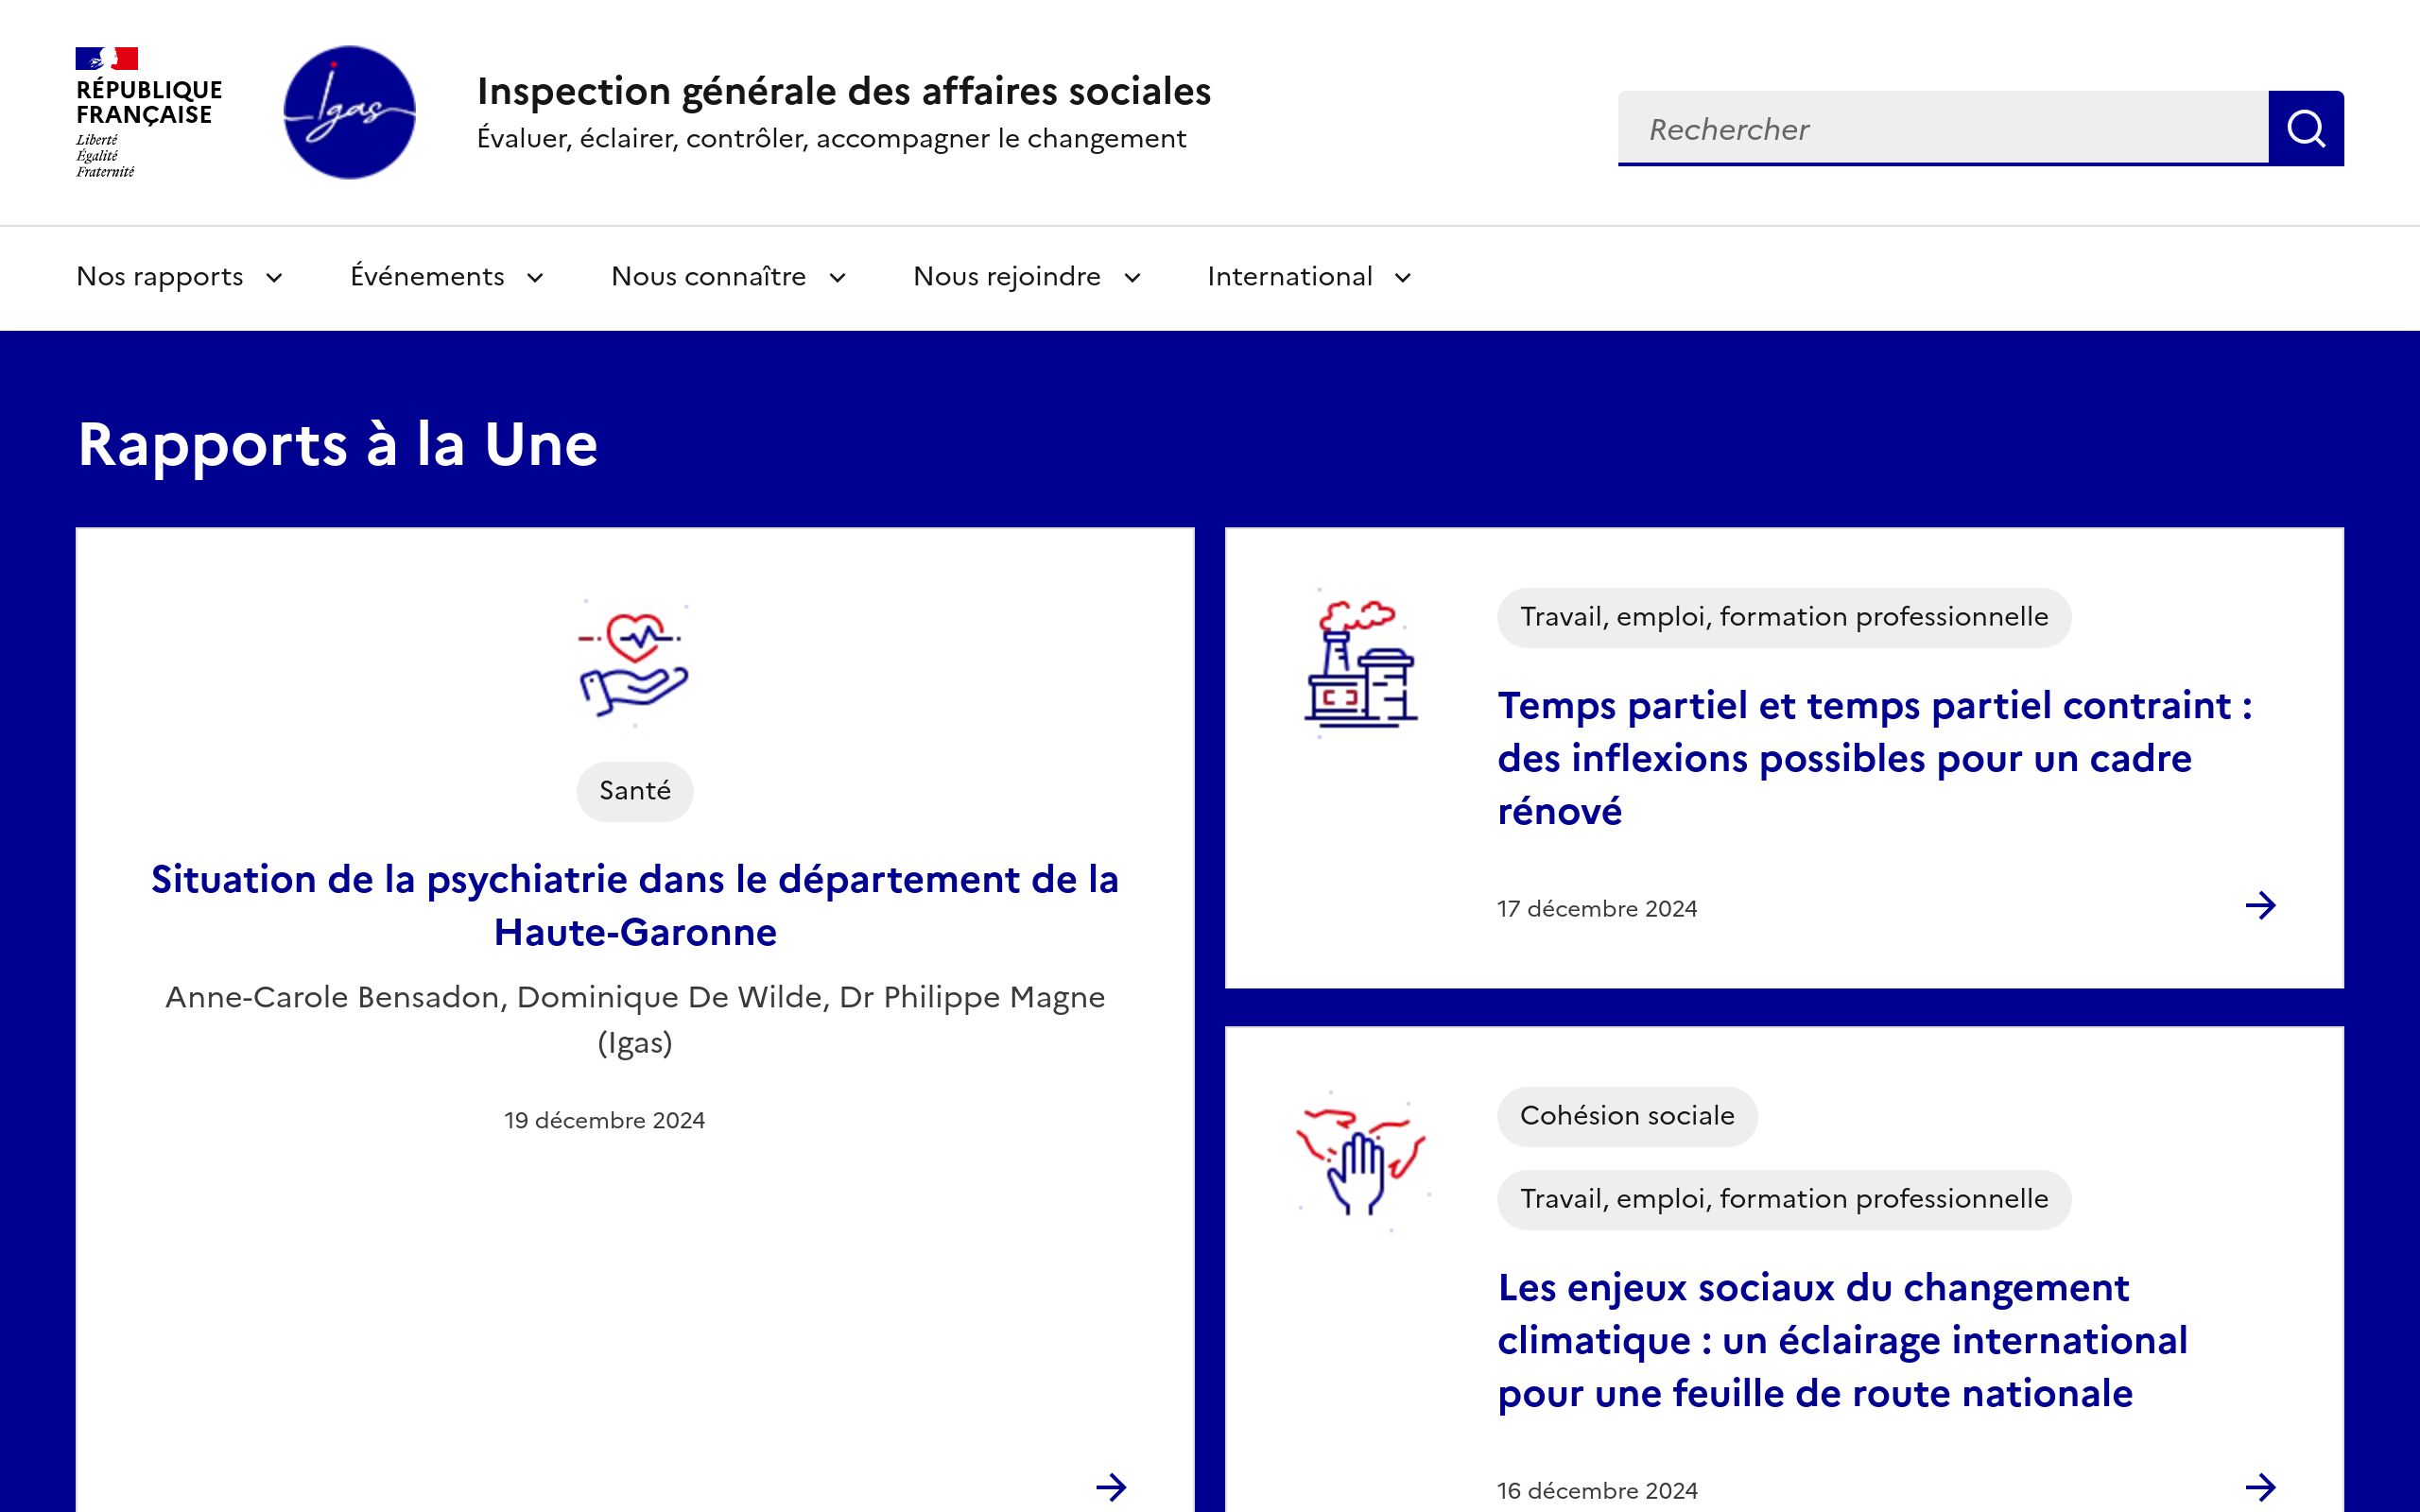 RÉPUBLIQUE
FRANÇAISE
Liberté
Égalité
Fraternité
Igas
Inspection générale des affaires sociales
Évaluer, éclairer, contrôler, accompagner le changement
Rechercher
Nos rapports
Événements
Nous connaître
Nous rejoindre
International
Rapports à la Une
Santé
Situation de la psychiatrie dans le département de la
Haute-Garonne
Anne-Carole Bensadon, Dominique De Wilde, Dr Philippe Magne
(Igas)
19 décembre 2024
Travail, emploi, formation professionnelle
Temps partiel et temps partiel contraint :
des inflexions possibles pour un cadre
rénové
17 décembre 2024
Cohésion sociale
Travail, emploi, formation professionnelle
Les enjeux sociaux du changement
climatique : un éclairage international
pour une feuille de route nationale
16 décembre 2024